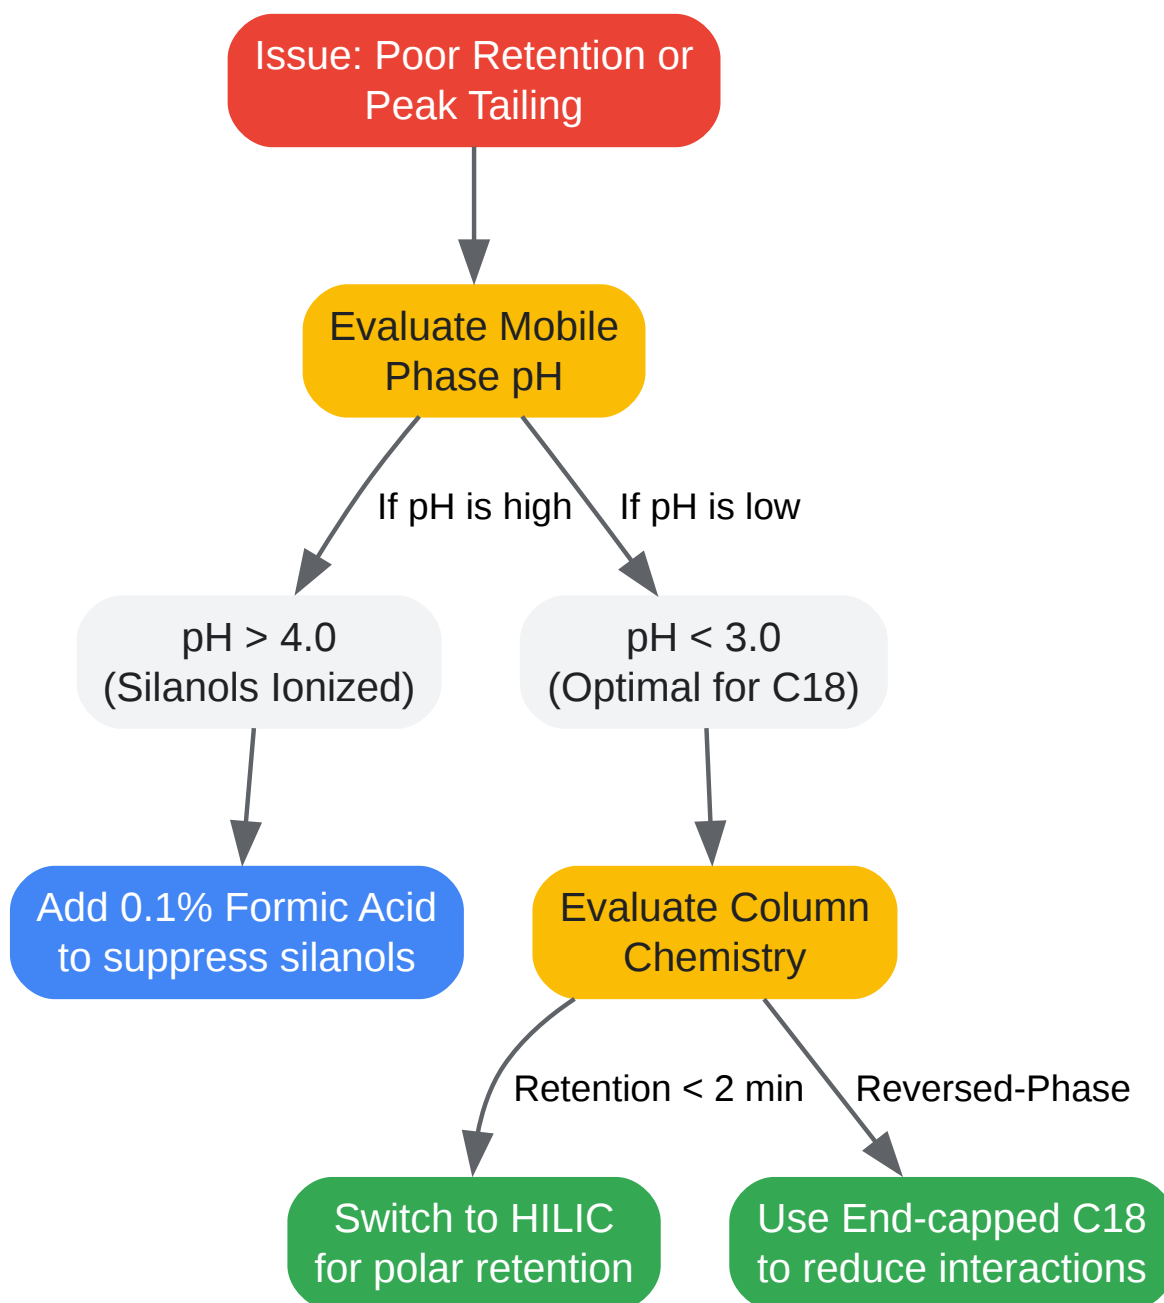 Issue: Poor Retention or
Peak Tailing
Evaluate Mobile
Phase pH
If pH is high
If pH is low
pH > 4.0
(Silanols Ionized)
pH < 3.0
(Optimal for C18)
Add 0.1% Formic Acid
to suppress silanols
Evaluate Column
Chemistry
Retention < 2 min
Reversed-Phase
Switch to HILIC
for polar retention
Use End-capped C18
to reduce interactions